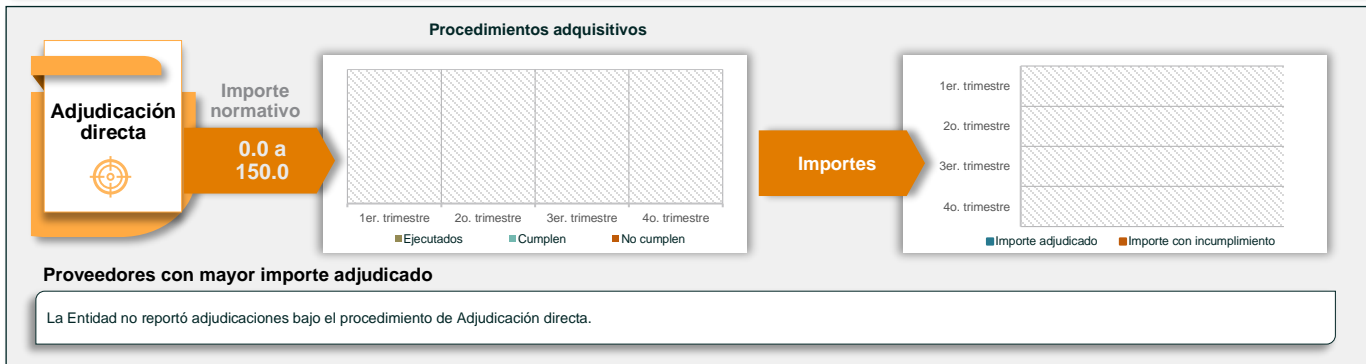 Procedimientos adquisitivos
Adjudicación
directa
Importe
normativo
0.0 a
150.0
1er. trimestre 2o. trimestre 3er. trimestre 4o. trimestre
Ejecutados Cumplen No cumplen
Importes
1er. trimestre
2o. trimestre
3er. trimestre
4o. trimestre
Importe adjudicado Importe con incumplimiento
Proveedores con mayor importe adjudicado
La Entidad no reportó adjudicaciones bajo el procedimiento de Adjudicación directa.